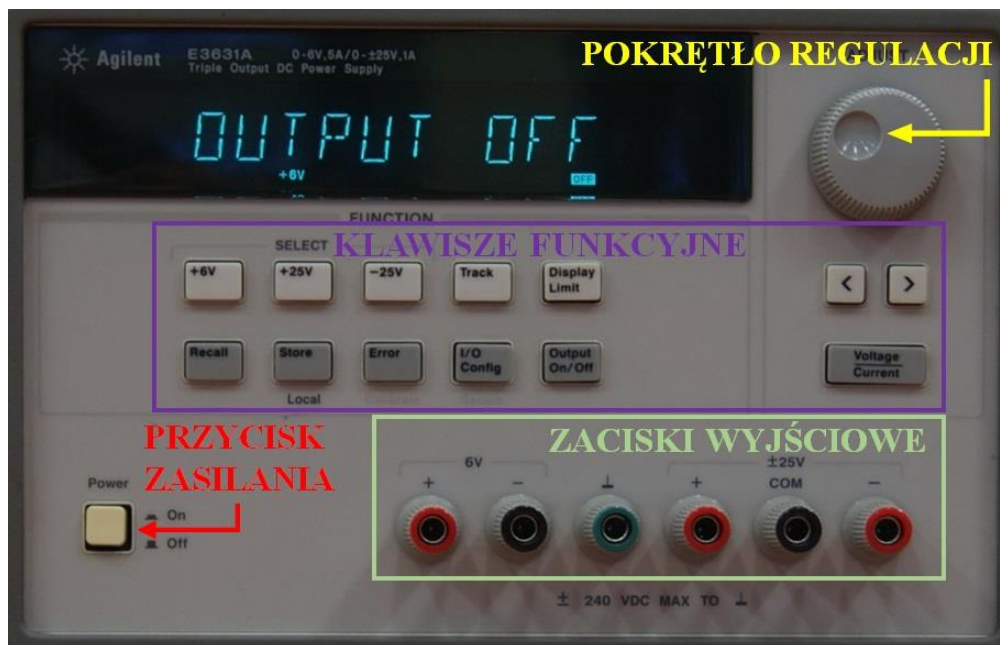 Agilent E3631A 0-6V,5A/0-±25V,1A
Triple Output DC Power Supply
POKRĘTŁO REGULACJI
OUTPUT OFF
+6V
OFF
FUNCTION
SELECT
KLAWISZE FUNKCYJNE
+6V +25V -25V Track Display Limit
< >
Recall Store Error I/O Config Output On/Off
Voltage
Current
Local Calibrate Secure
PRZYCISK
ZASILANIA
ZACISKI WYJŚCIOWE
6V ±25V
+ - ⊥ + COM -
Power
On
Off
± 240 VDC MAX TO ⊥